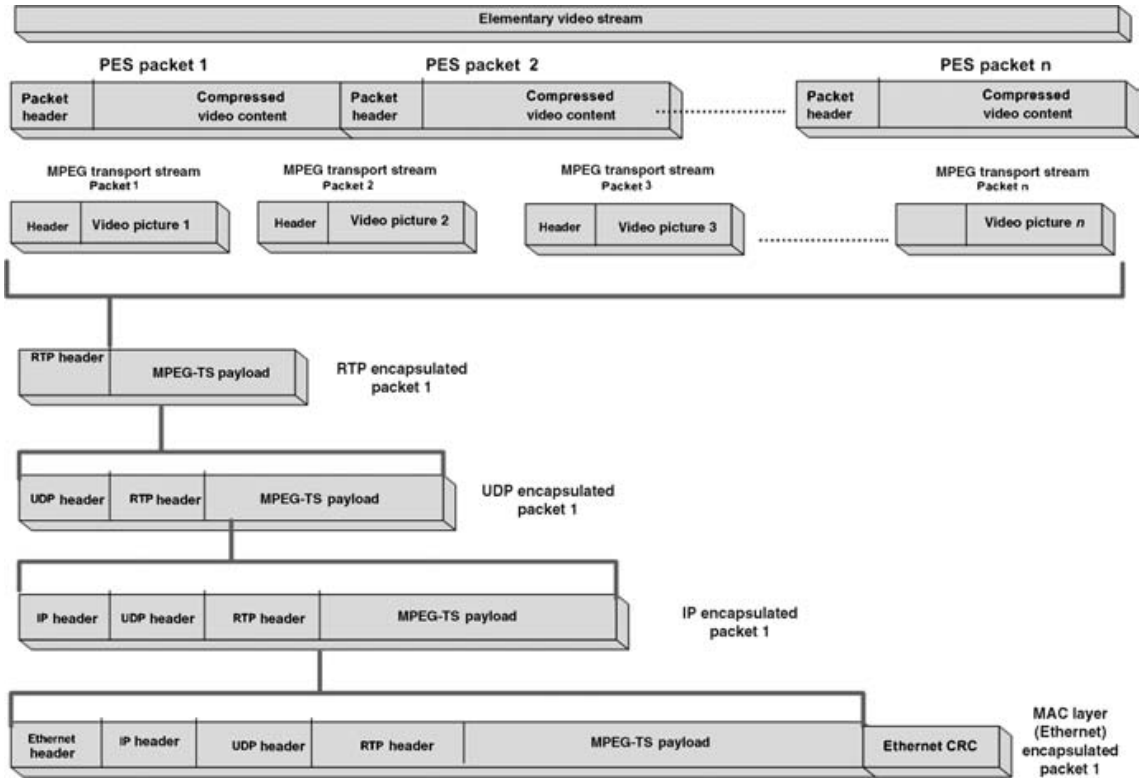 Elementary video stream
PES packet 1
PES packet 2
PES packet n
Packet header
Compressed video content
Packet header
Compressed video content
Packet header
Compressed video content
MPEG transport stream
Packet 1
MPEG transport stream
Packet 2
MPEG transport stream
Packet 3
MPEG transport stream
Packet n
Header
Video picture 1
Header
Video picture 2
Header
Video picture 3
Video picture n
RTP header
MPEG-TS payload
RTP encapsulated
packet 1
UDP header
RTP header
MPEG-TS payload
UDP encapsulated
packet 1
IP header
UDP header
RTP header
MPEG-TS payload
IP encapsulated
packet 1
Ethernet
header
IP header
UDP header
RTP header
MPEG-TS payload
Ethernet CRC
MAC layer
(Ethernet)
encapsulated
packet 1